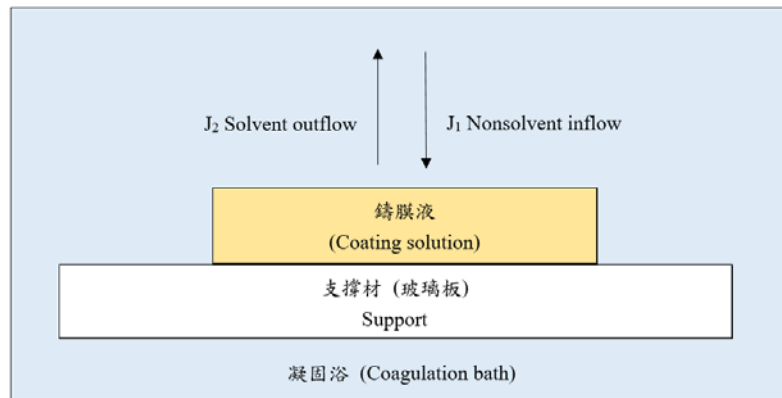 J₂ Solvent outflow
J₁ Nonsolvent inflow
鑄膜液
(Coating solution)
支撐材 (玻璃板)
Support
凝固浴 (Coagulation bath)